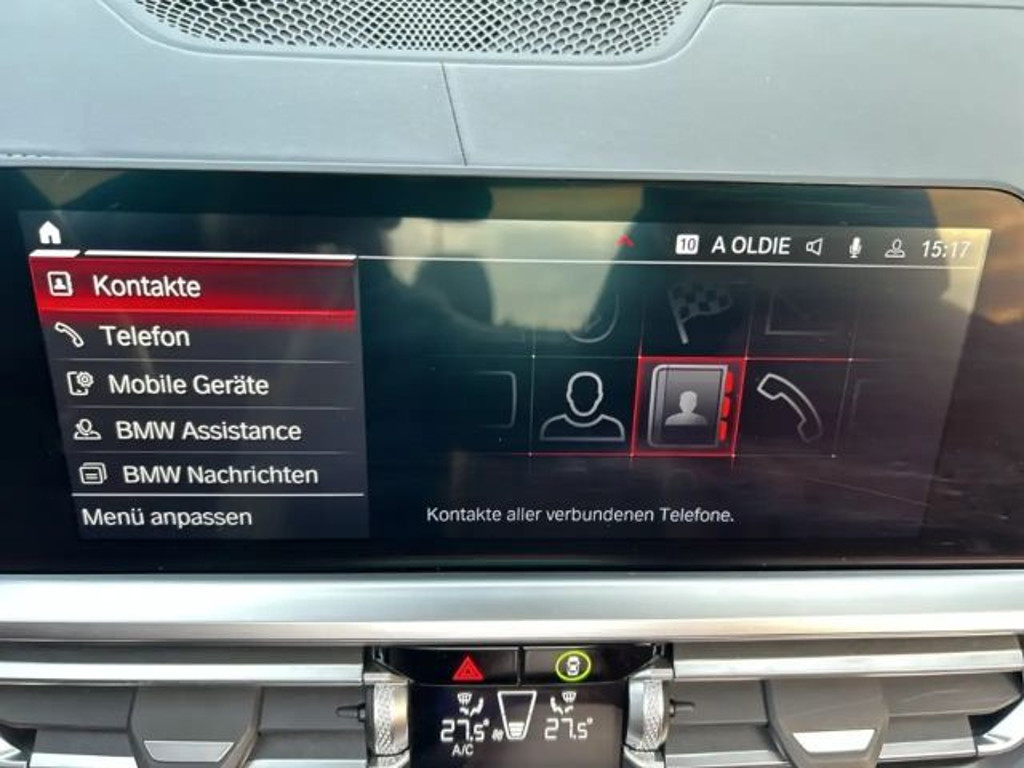 10 A OLDIE 15:17
Kontakte
Telefon
Mobile Geräte
BMW Assistance
BMW Nachrichten
Menü anpassen
Kontakte aller verbundenen Telefone.
27.5° 27.5°
A/C